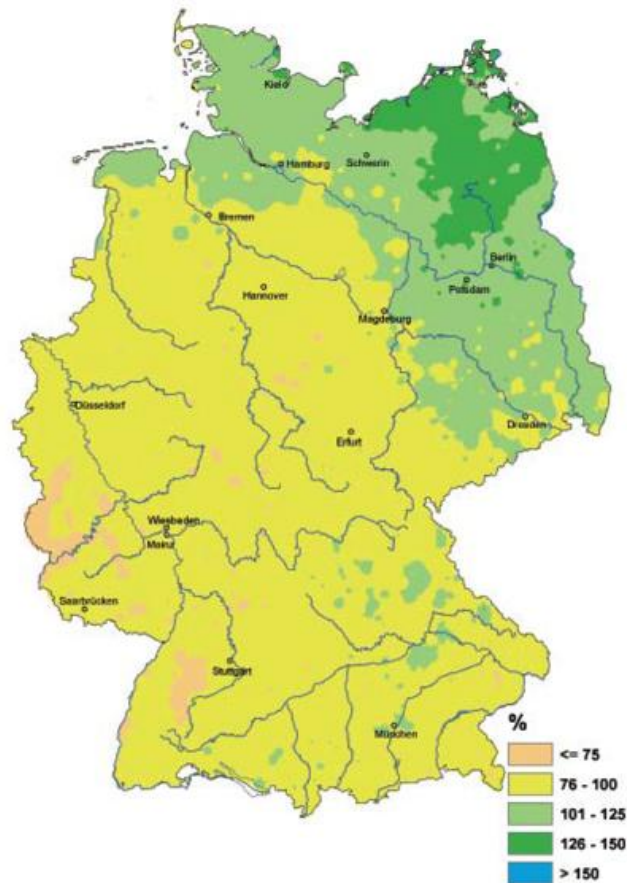 Kiel
Hamburg
Schwerin
Bremen
Berlin
Hannover
Potsdam
Magdeburg
Düsseldorf
Erfurt
Dresden
Wiesbaden
Mainz
Saarbrücken
Stuttgart
München
%
<= 75
76 - 100
101 - 125
126 - 150
> 150